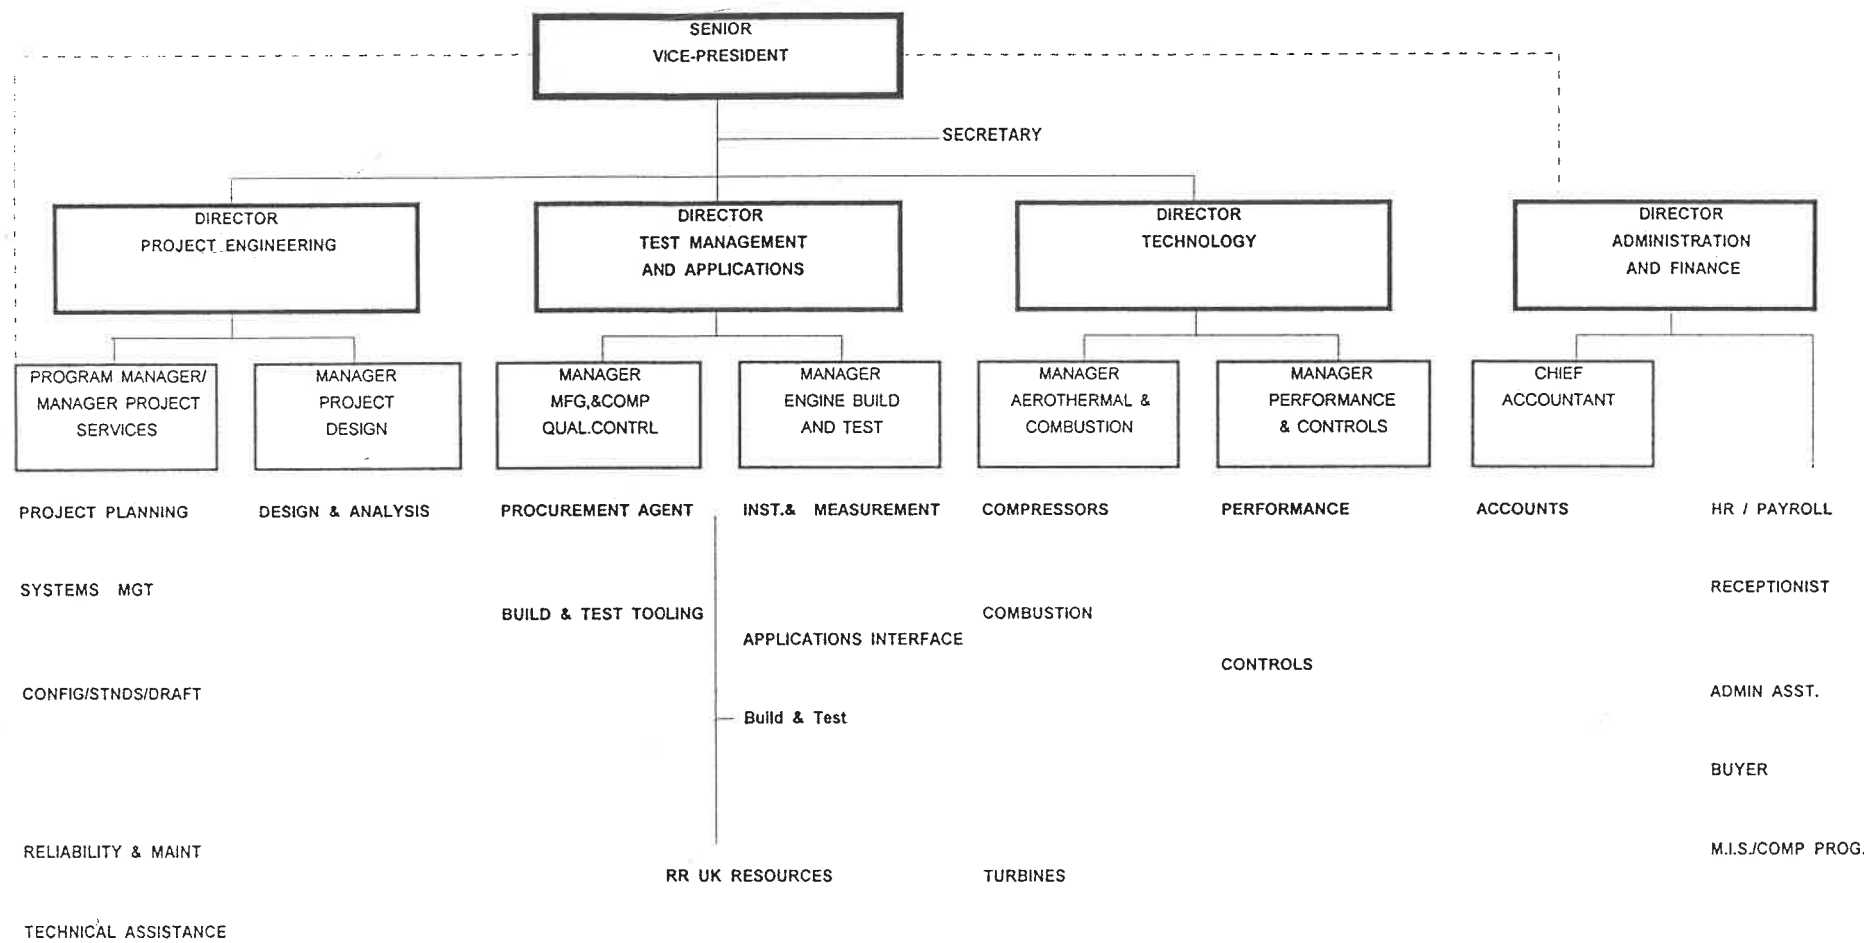 SENIOR
VICE-PRESIDENT
SECRETARY
DIRECTOR
PROJECT ENGINEERING
DIRECTOR
TEST MANAGEMENT
AND APPLICATIONS
DIRECTOR
TECHNOLOGY
DIRECTOR
ADMINISTRATION
AND FINANCE
PROGRAM MANAGER/
MANAGER PROJECT
SERVICES
MANAGER
PROJECT
DESIGN
MANAGER
MFG,&COMP
QUAL.CONTRL
MANAGER
ENGINE BUILD
AND TEST
MANAGER
AEROTHERMAL &
COMBUSTION
MANAGER
PERFORMANCE
& CONTROLS
CHIEF
ACCOUNTANT
PROJECT PLANNING
SYSTEMS MGT
CONFIG/STNDS/DRAFT
RELIABILITY & MAINT
TECHNICAL ASSISTANCE
DESIGN & ANALYSIS
PROCUREMENT AGENT
BUILD & TEST TOOLING
INST.& MEASUREMENT
APPLICATIONS INTERFACE
Build & Test
RR UK RESOURCES
COMPRESSORS
COMBUSTION
TURBINES
PERFORMANCE
CONTROLS
ACCOUNTS
HR / PAYROLL
RECEPTIONIST
ADMIN ASST.
BUYER
M.I.S./COMP PROG.